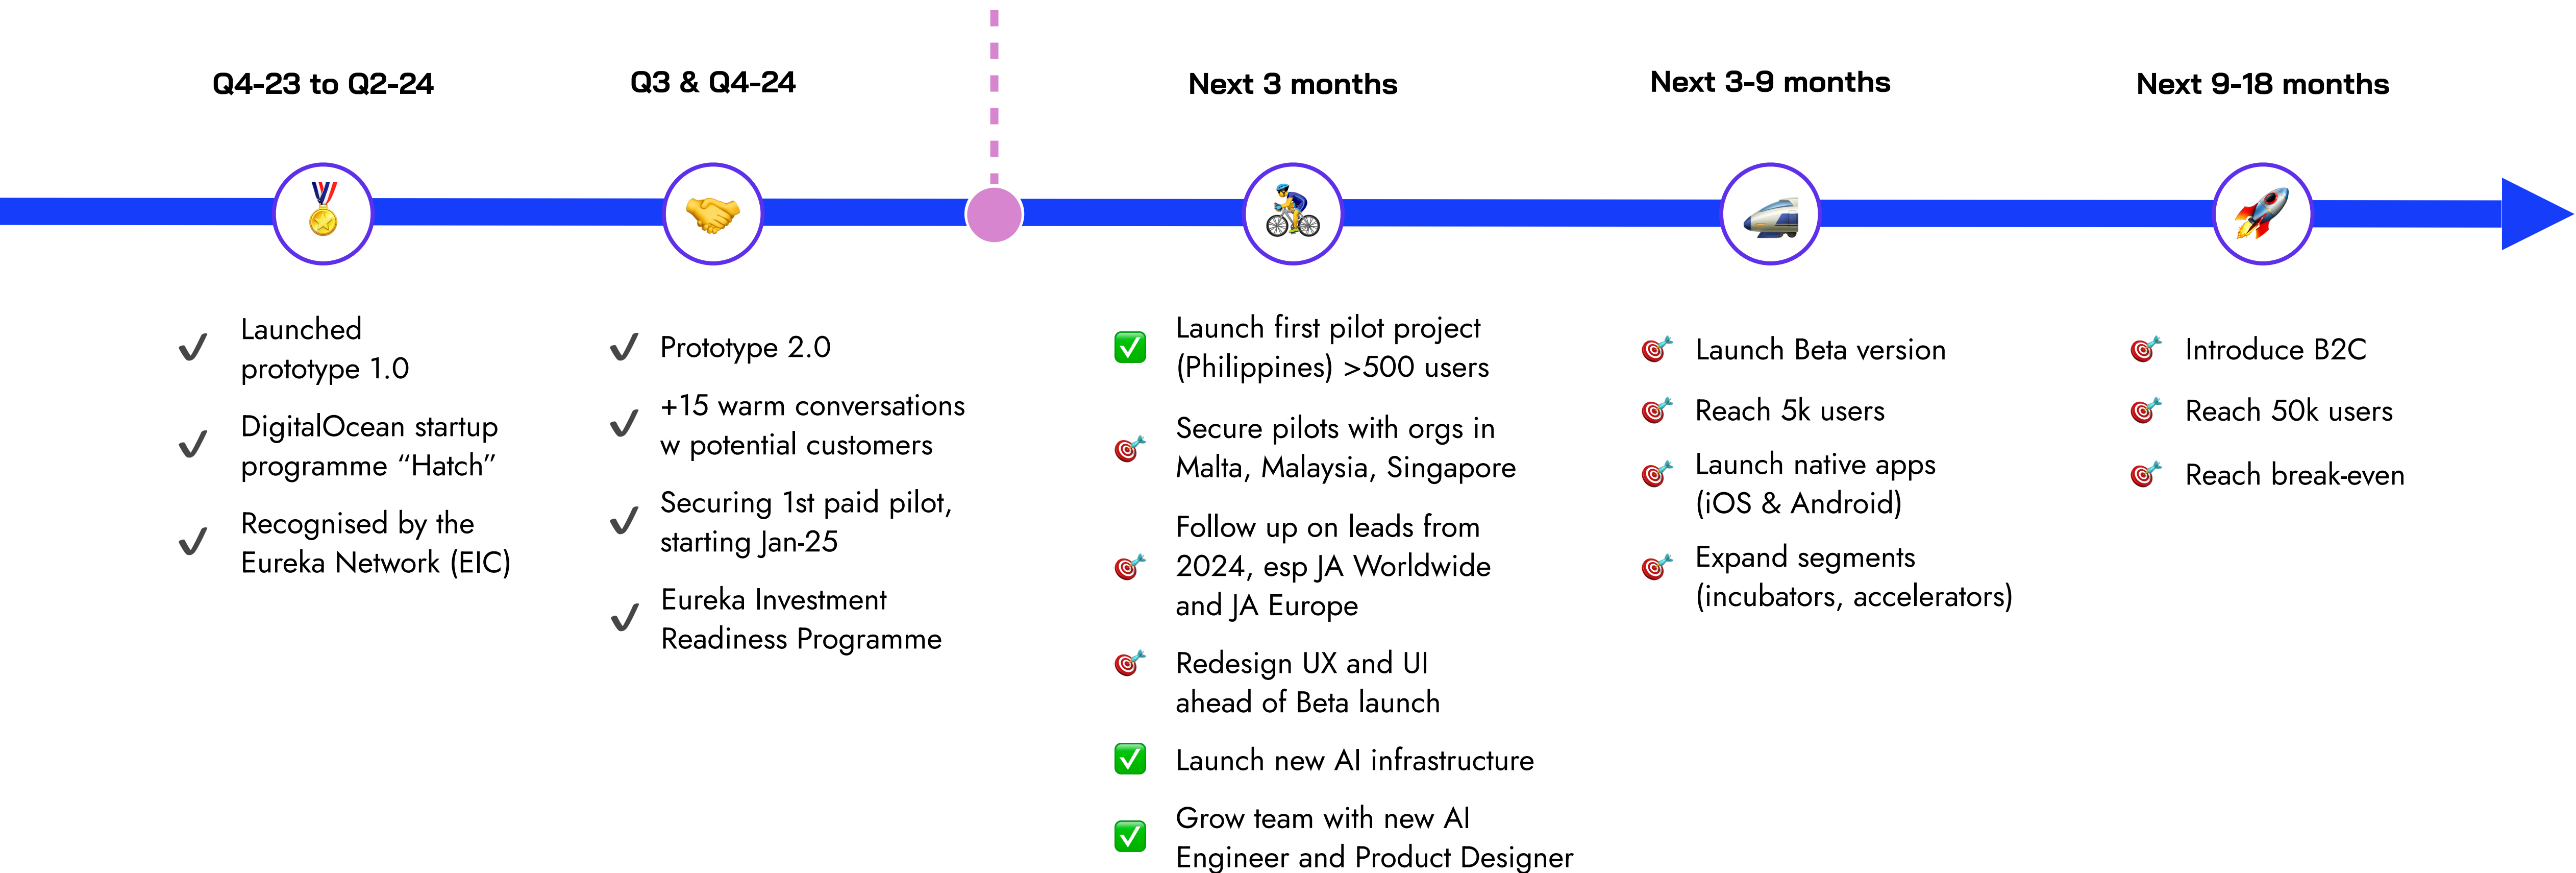 Q4-23 to Q2-24
Launched
prototype 1.0
DigitalOcean startup
programme “Hatch”
Recognised by the
Eureka Network (EIC)
Q3 & Q4-24
Prototype 2.0
+15 warm conversations
w potential customers
Securing 1st paid pilot,
starting Jan-25
Eureka Investment
Readiness Programme
Next 3 months
Launch first pilot project
(Philippines) >500 users
Secure pilots with orgs in
Malta, Malaysia, Singapore
Follow up on leads from
2024, esp JA Worldwide
and JA Europe
Redesign UX and UI
ahead of Beta launch
Launch new AI infrastructure
Grow team with new AI
Engineer and Product Designer
Next 3-9 months
Launch Beta version
Reach 5k users
Launch native apps
(iOS & Android)
Expand segments
(incubators, accelerators)
Next 9-18 months
Introduce B2C
Reach 50k users
Reach break-even